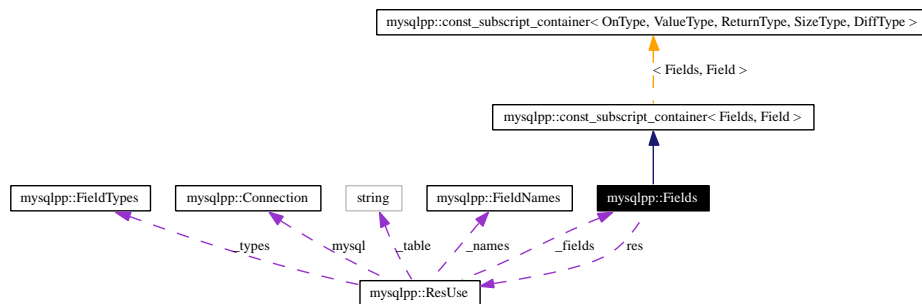 mysqlpp::const_subscript_container< OnType, ValueType, ReturnType, SizeType, DiffType >
< Fields, Field >
mysqlpp::const_subscript_container< Fields, Field >
mysqlpp::FieldTypes
mysqlpp::Connection
string
mysqlpp::FieldNames
mysqlpp::Fields
_types
mysql
_table
_names
_fields
res
mysqlpp::ResUse